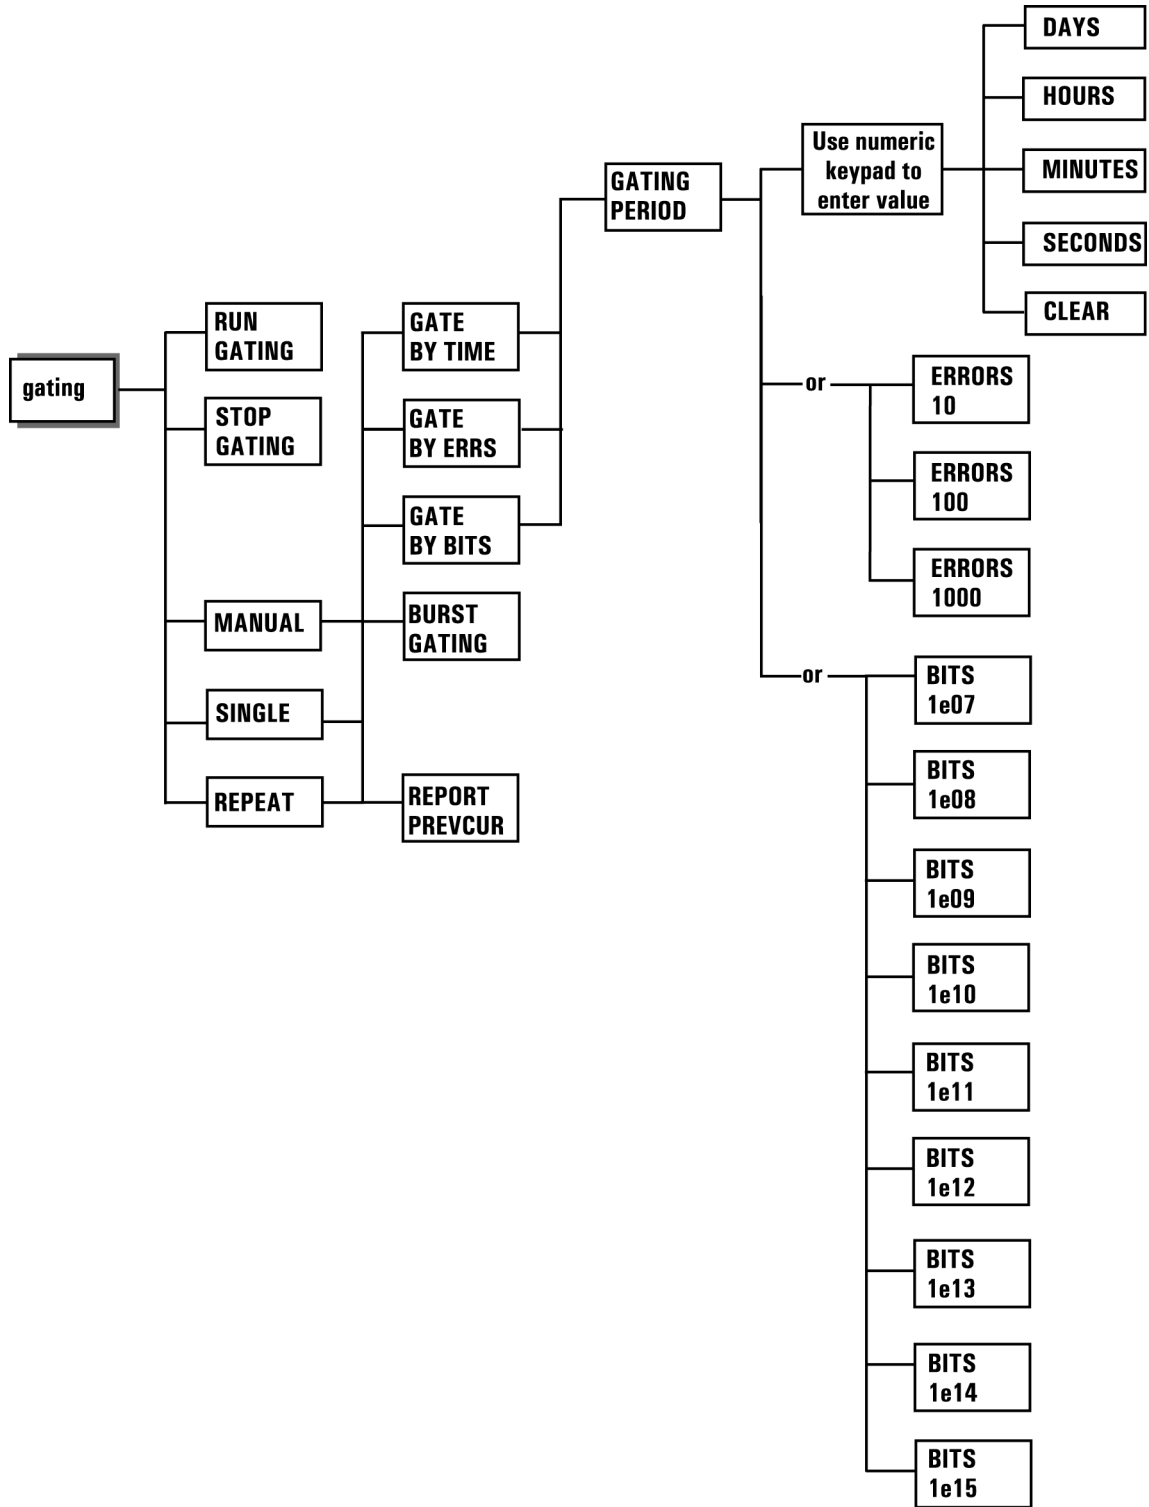 gating
RUN
GATING
STOP
GATING
MANUAL
SINGLE
REPEAT
GATE
BY TIME
GATE
BY ERRS
GATE
BY BITS
BURST
GATING
REPORT
PREVCUR
GATING
PERIOD
Use numeric
keypad to
enter value
DAYS
HOURS
MINUTES
SECONDS
CLEAR
or
ERRORS
10
ERRORS
100
ERRORS
1000
or
BITS
1e07
BITS
1e08
BITS
1e09
BITS
1e10
BITS
1e11
BITS
1e12
BITS
1e13
BITS
1e14
BITS
1e15